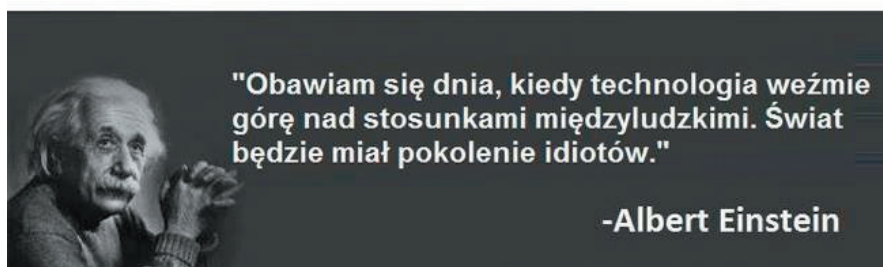 "Obawiam się dnia, kiedy technologia weźmie
górę nad stosunkami międzyludzkimi. Świat
będzie miał pokolenie idiotów."
-Albert Einstein